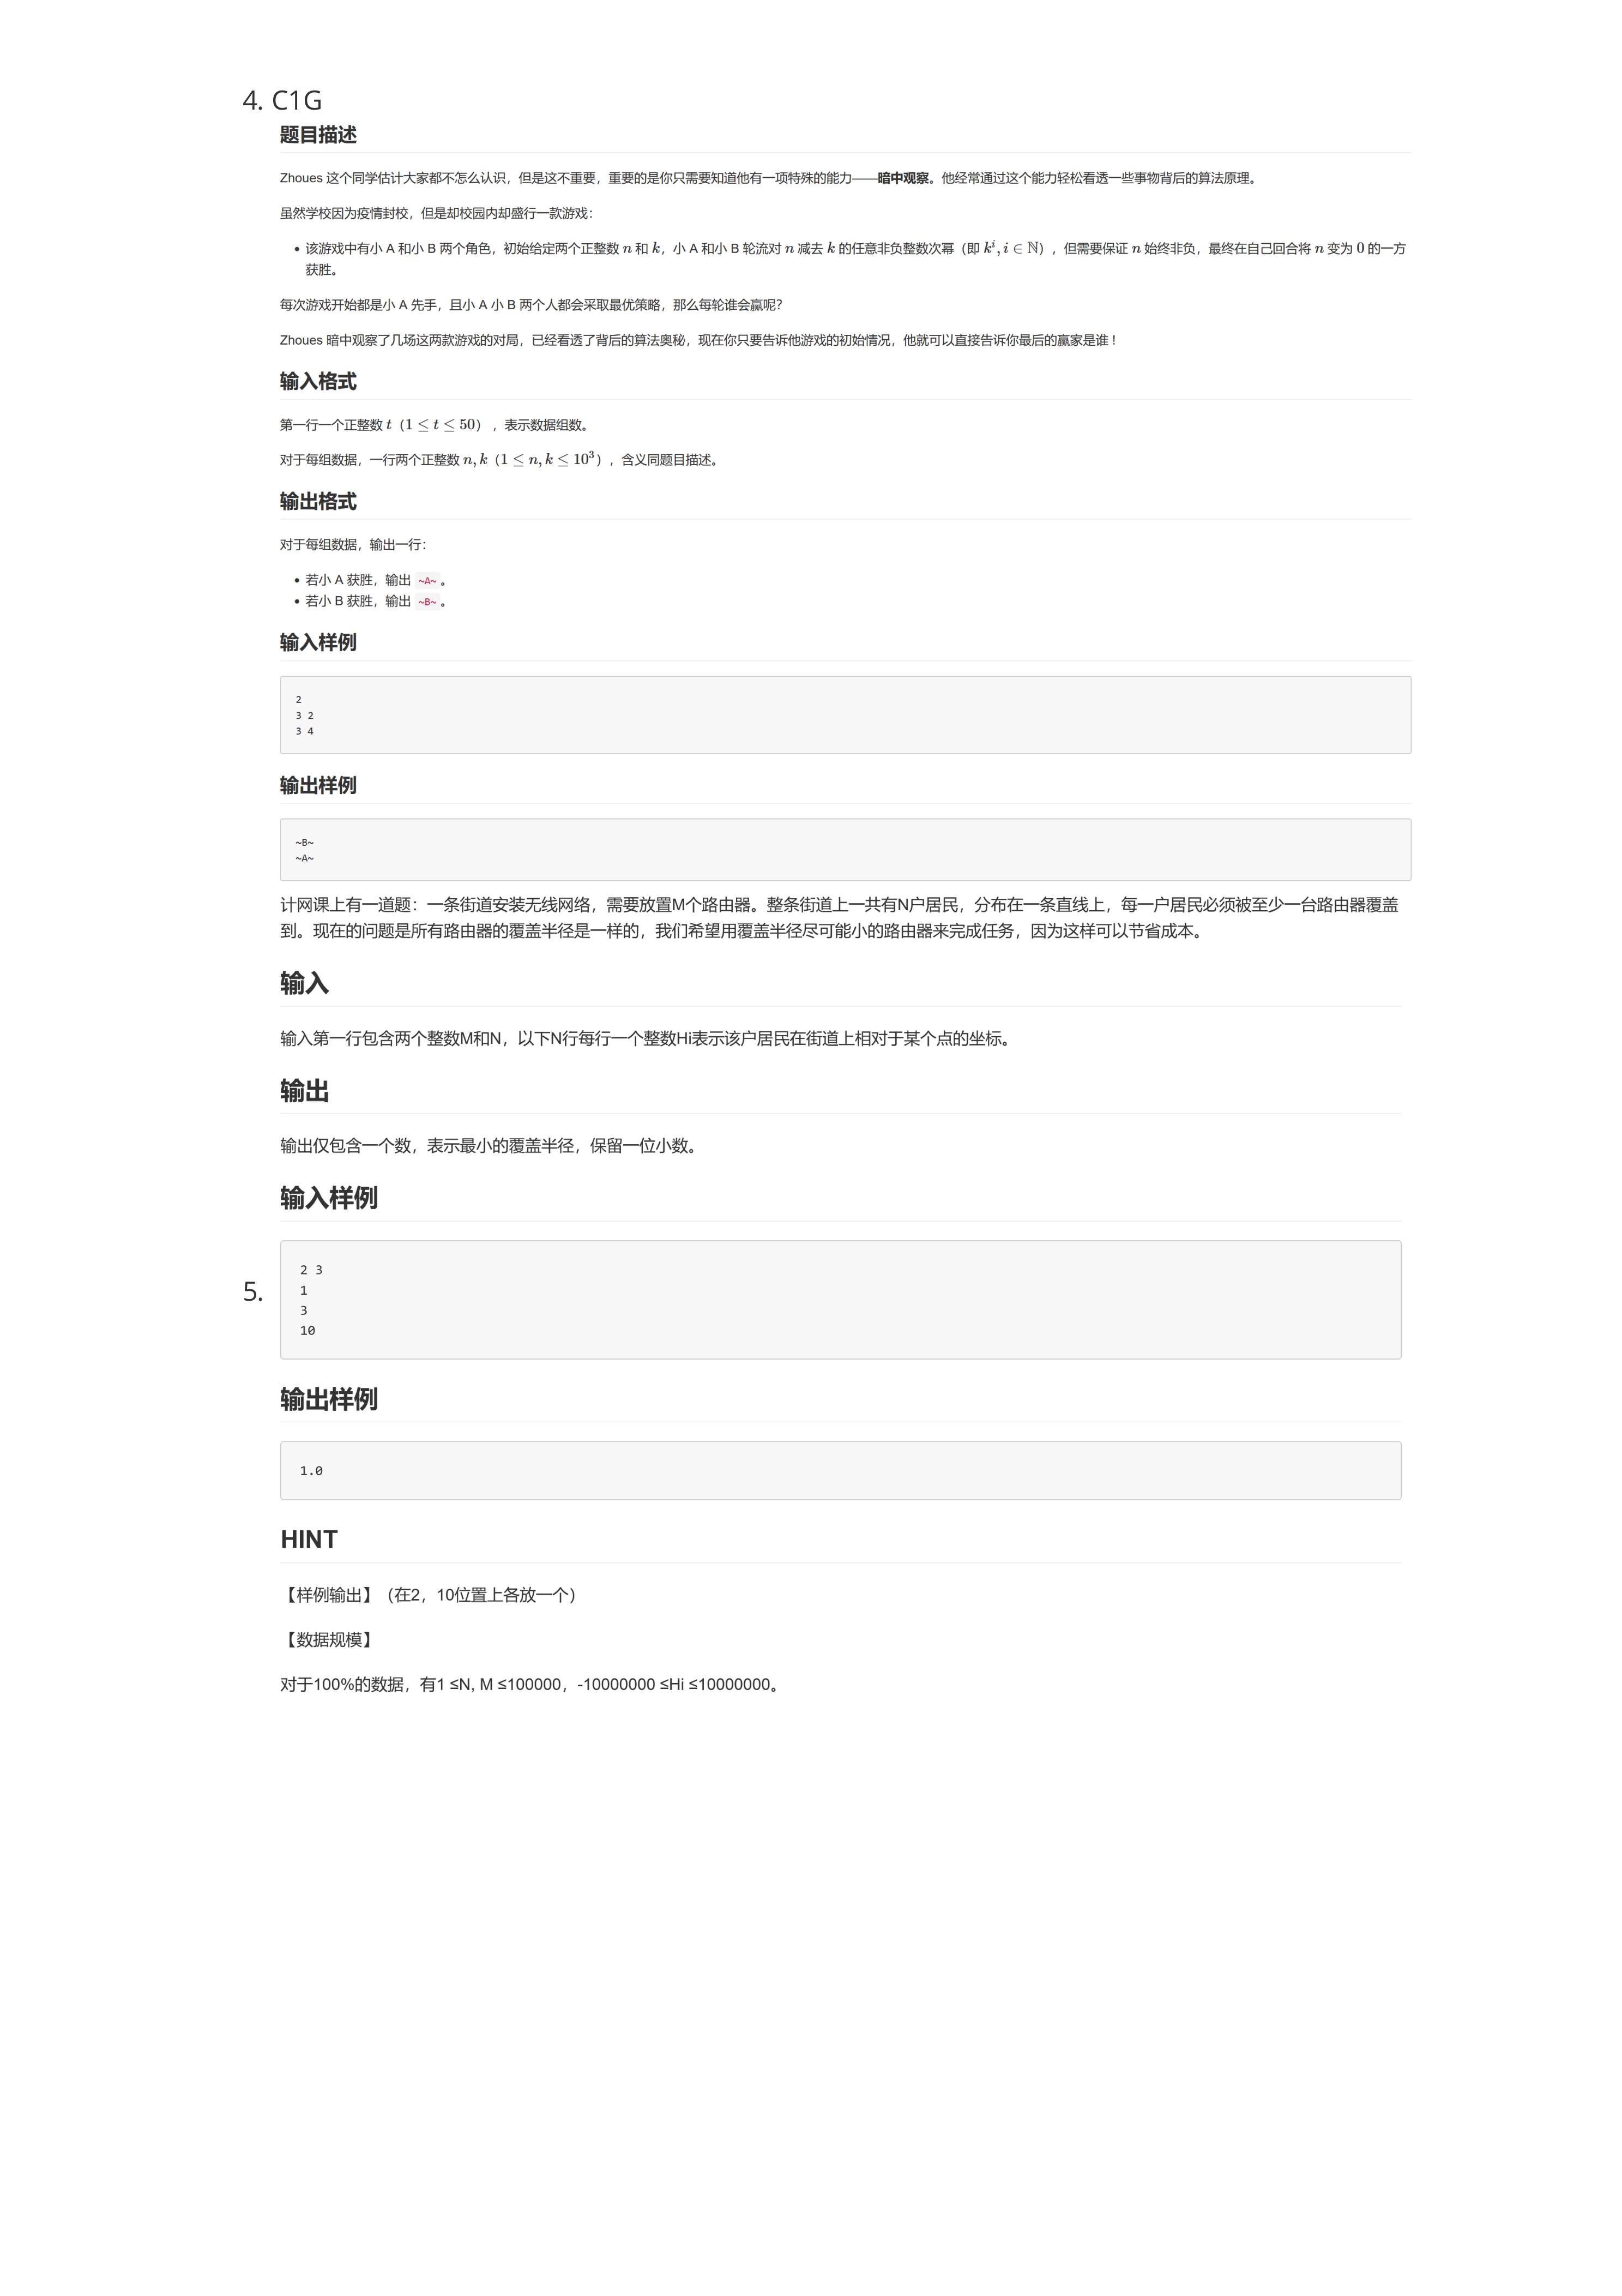 4. C1G
题目描述
Zhoues 这个同学估计大家都不怎么认识，但是这不重要，重要的是你只需要知道他有一项特殊的能力——暗中观察。他经常通过这个能力轻松看透一些事物背后的算法原理。
虽然学校因为疫情封校，但是却校园内却盛行一款游戏：
• 该游戏中有小 A 和小 B 两个角色，初始给定两个正整数 n 和 k，小 A 和小 B 轮流对 n 减去 k 的任意非负整数次幂（即 k^i, i ∈ ℕ），但需要保证 n 始终非负，最终在自己回合将 n 变为 0 的一方
获胜。
每次游戏开始都是小 A 先手，且小 A 小 B 两个人都会采取最优策略，那么每轮谁会赢呢？
Zhoues 暗中观察了几场这两款游戏的对局，已经看透了背后的算法奥秘，现在你只要告诉他游戏的初始情况，他就可以直接告诉你最后的赢家是谁！
输入格式
第一行一个正整数 t（1 ≤ t ≤ 50），表示数据组数。
对于每组数据，一行两个正整数 n, k（1 ≤ n, k ≤ 10^3），含义同题目描述。
输出格式
对于每组数据，输出一行：
• 若小 A 获胜，输出 ~A~。
• 若小 B 获胜，输出 ~B~。
输入样例
2
3 2
3 4
输出样例
~B~
~A~
计网课上有一道题：一条街道安装无线网络，需要放置M个路由器。整条街道上一共有N户居民，分布在一条直线上，每一户居民必须被至少一台路由器覆盖
到。现在的问题是所有路由器的覆盖半径是一样的，我们希望用覆盖半径尽可能小的路由器来完成任务，因为这样可以节省成本。
输入
输入第一行包含两个整数M和N，以下N行每行一个整数Hi表示该户居民在街道上相对于某个点的坐标。
输出
输出仅包含一个数，表示最小的覆盖半径，保留一位小数。
输入样例
5.
2 3
1
3
10
输出样例
1.0
HINT
【样例输出】（在2，10位置上各放一个）
【数据规模】
对于100%的数据，有1 ≤N, M ≤100000，-10000000 ≤Hi ≤10000000。